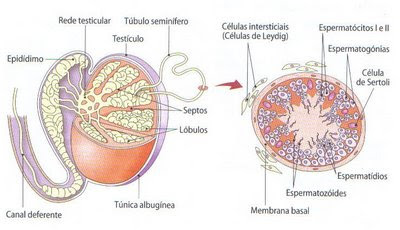 Rede testicular
Túbulo seminífero
Testículo
Epidídimo
Septos
Lóbulos
Túnica albugínea
Canal deferente
Células intersticiais
(Células de Leydig)
Espermatócitos I e II
Espermatogónias
Célula
de Sertoli
Espermatídios
Espermatozóides
Membrana basal